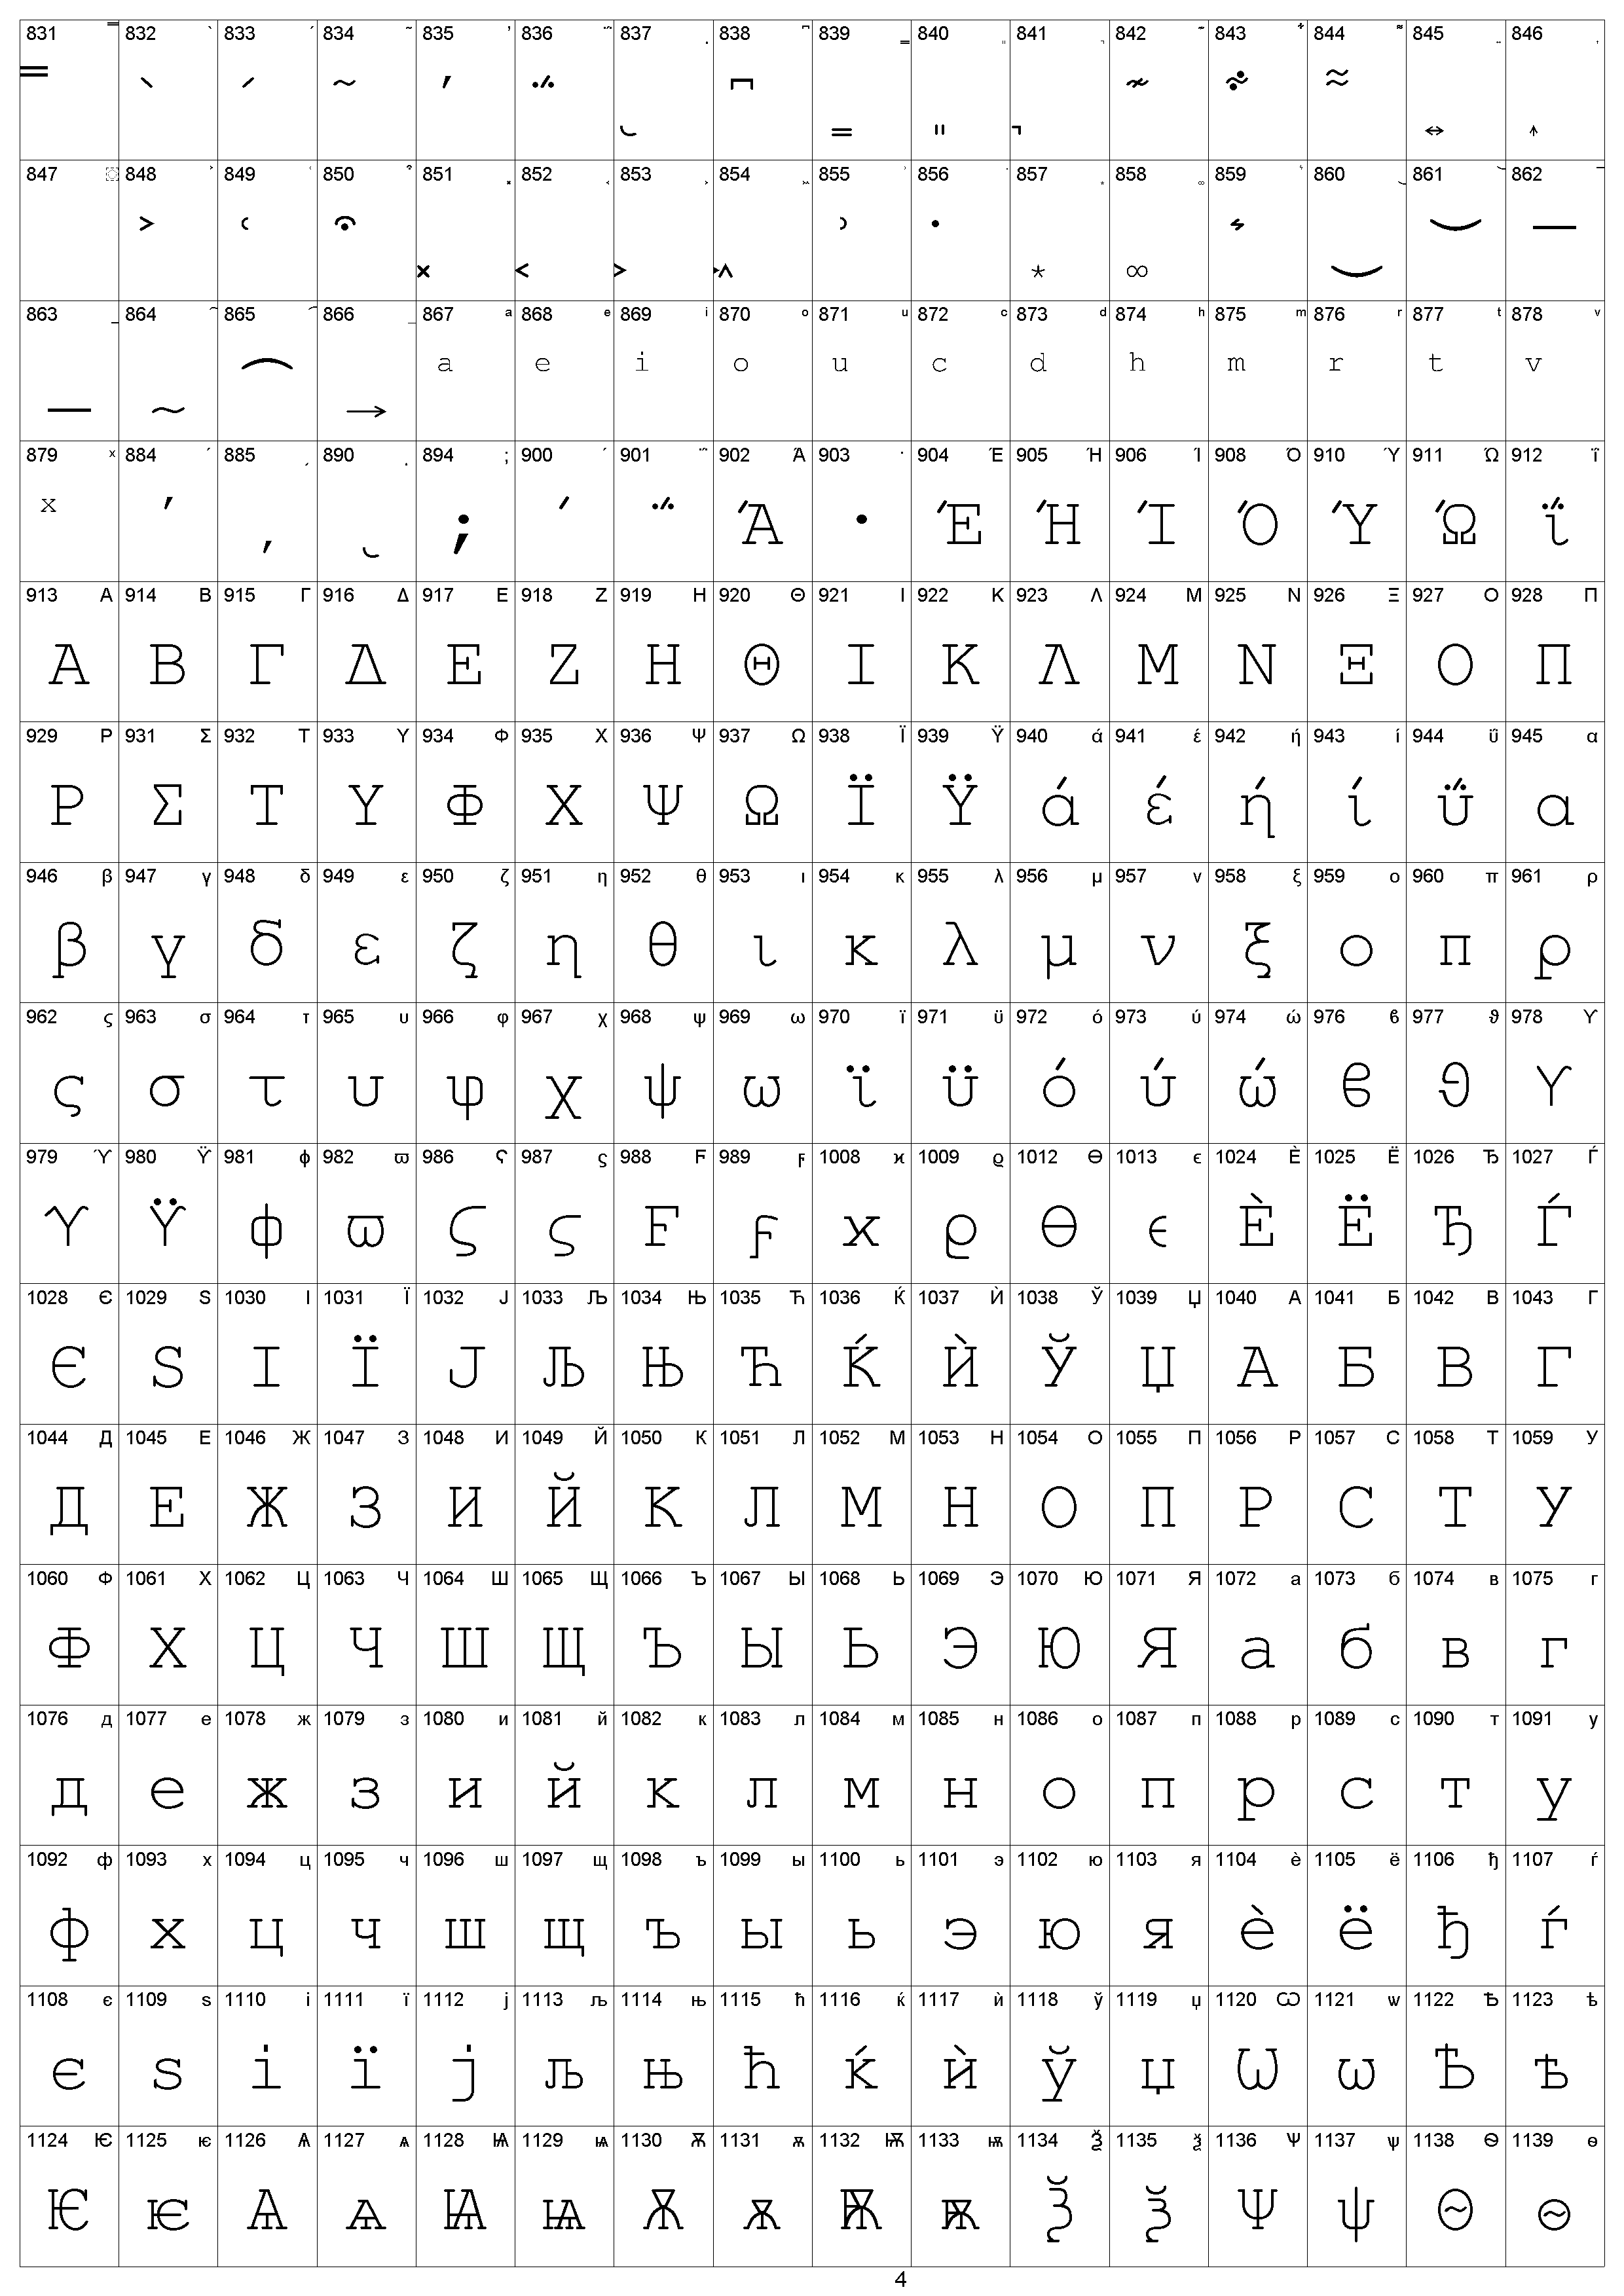 831 832 833 834 835 836 837 838 839 840 841 842 843 844 845 846
847 848 849 850 851 852 853 854 855 856 857 858 859 860 861 862
863 864 865 866 867 a 868 e 869 i 870 o 871 u 872 c 873 d 874 h 875 m 876 r 877 t 878 v
a e i o u c d h m r t v
879 x 884 ʹ 885 ͵ 890 ͺ 894 ; 900 ΄ 901 ΅ 902 Ά 903 · 904 Έ 905 Ή 906 Ί 908 Ό 910 Ύ 911 Ώ 912 ΐ
x ʹ ͵ ͺ ; ΄ ΅ Ά · Έ Ή Ί Ό Ύ Ώ ΐ
913 Α 914 Β 915 Γ 916 Δ 917 Ε 918 Ζ 919 Η 920 Θ 921 Ι 922 Κ 923 Λ 924 Μ 925 Ν 926 Ξ 927 Ο 928 Π
Α Β Γ Δ Ε Ζ Η Θ Ι Κ Λ Μ Ν Ξ Ο Π
929 Ρ 931 Σ 932 Τ 933 Υ 934 Φ 935 Χ 936 Ψ 937 Ω 938 Ϊ 939 Ϋ 940 ά 941 έ 942 ή 943 ί 944 ΰ 945 α
Ρ Σ Τ Υ Φ Χ Ψ Ω Ϊ Ϋ ά έ ή ί ΰ α
946 β 947 γ 948 δ 949 ε 950 ζ 951 η 952 θ 953 ι 954 κ 955 λ 956 μ 957 ν 958 ξ 959 ο 960 π 961 ρ
β γ δ ε ζ η θ ι κ λ μ ν ξ ο π ρ
962 ς 963 σ 964 τ 965 υ 966 φ 967 χ 968 ψ 969 ω 970 ϊ 971 ϋ 972 ό 973 ύ 974 ώ 976 ϐ 977 ϑ 978 ϒ
ς σ τ υ φ χ ψ ω ϊ ϋ ό ύ ώ ϐ ϑ ϒ
979 ϓ 980 ϔ 981 ϕ 982 ϖ 986 Ϛ 987 ϛ 988 Ϝ 989 ϝ 1008 ϰ 1009 ϱ 1012 ϴ 1013 ϵ 1024 Ѐ 1025 Ё 1026 Ђ 1027 Ѓ
ϓ ϔ ϕ ϖ Ϛ ϛ Ϝ ϝ ϰ ϱ ϴ ϵ Ѐ Ё Ђ Ѓ
1028 Є 1029 Ѕ 1030 І 1031 Ї 1032 Ј 1033 Љ 1034 Њ 1035 Ћ 1036 Ќ 1037 Ѝ 1038 Ў 1039 Џ 1040 А 1041 Б 1042 В 1043 Г
Є Ѕ І Ї Ј Љ Њ Ћ Ќ Ѝ Ў Џ А Б В Г
1044 Д 1045 Е 1046 Ж 1047 З 1048 И 1049 Й 1050 К 1051 Л 1052 М 1053 Н 1054 О 1055 П 1056 Р 1057 С 1058 Т 1059 У
Д Е Ж З И Й К Л М Н О П Р С Т У
1060 Ф 1061 Х 1062 Ц 1063 Ч 1064 Ш 1065 Щ 1066 Ъ 1067 Ы 1068 Ь 1069 Э 1070 Ю 1071 Я 1072 а 1073 б 1074 в 1075 г
Ф Х Ц Ч Ш Щ Ъ Ы Ь Э Ю Я а б в г
1076 д 1077 е 1078 ж 1079 з 1080 и 1081 й 1082 к 1083 л 1084 м 1085 н 1086 о 1087 п 1088 р 1089 с 1090 т 1091 у
д е ж з и й к л м н о п р с т у
1092 ф 1093 х 1094 ц 1095 ч 1096 ш 1097 щ 1098 ъ 1099 ы 1100 ь 1101 э 1102 ю 1103 я 1104 ѐ 1105 ё 1106 ђ 1107 ѓ
ф х ц ч ш щ ъ ы ь э ю я ѐ ё ђ ѓ
1108 є 1109 ѕ 1110 і 1111 ї 1112 ј 1113 љ 1114 њ 1115 ћ 1116 ќ 1117 ѝ 1118 ў 1119 џ 1120 Ѡ 1121 ѡ 1122 Ѣ 1123 ѣ
є ѕ і ї ј љ њ ћ ќ ѝ ў џ Ѡ ѡ Ѣ ѣ
1124 Ѥ 1125 ѥ 1126 Ѧ 1127 ѧ 1128 Ѩ 1129 ѩ 1130 Ѫ 1131 ѫ 1132 Ѭ 1133 ѭ 1134 Ѯ 1135 ѯ 1136 Ѱ 1137 ѱ 1138 Ѳ 1139 ѳ
Ѥ ѥ Ѧ ѧ Ѩ ѩ Ѫ ѫ Ѭ ѭ Ѯ ѯ Ѱ ѱ Ѳ ѳ
4